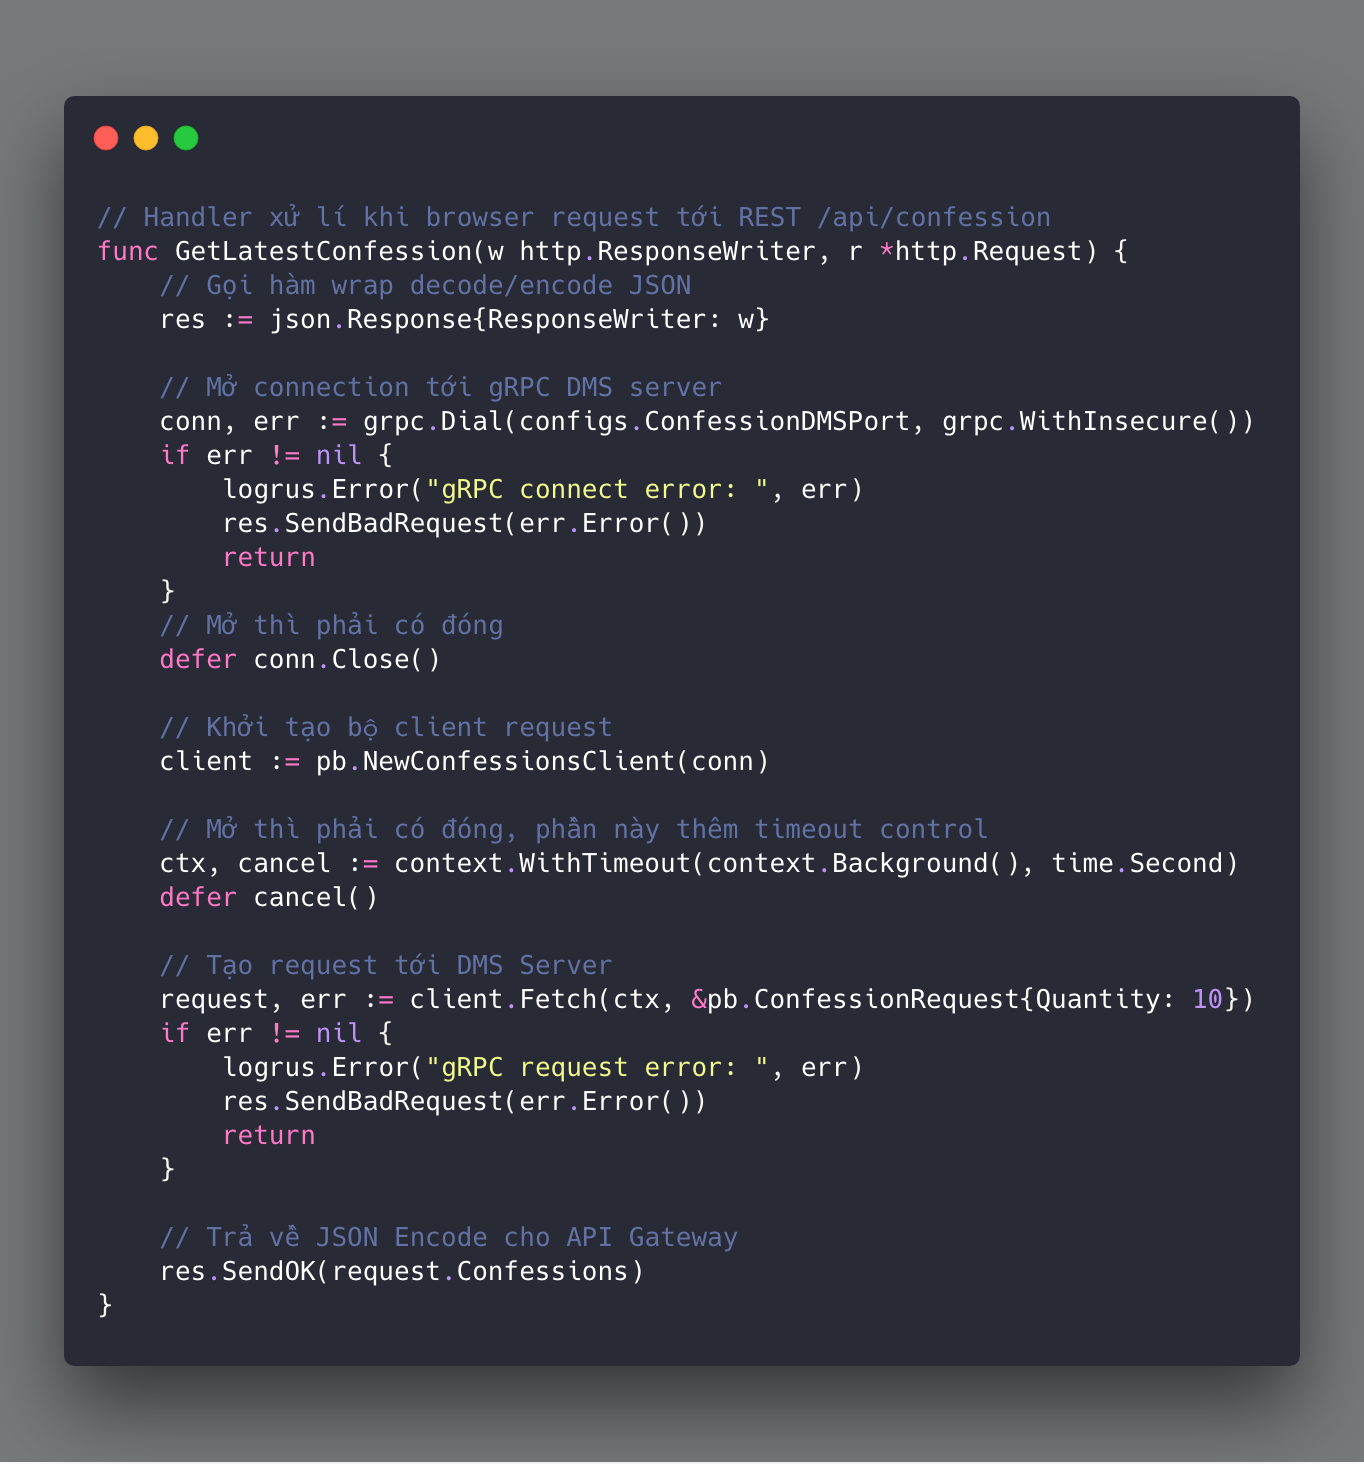 // Handler xử lí khi browser request tới REST /api/confession
func GetLatestConfession(w http.ResponseWriter, r *http.Request) {
    // Gọi hàm wrap decode/encode JSON
    res := json.Response{ResponseWriter: w}

    // Mở connection tới gRPC DMS server
    conn, err := grpc.Dial(configs.ConfessionDMSPort, grpc.WithInsecure())
    if err != nil {
        logrus.Error("gRPC connect error: ", err)
        res.SendBadRequest(err.Error())
        return
    }
    // Mở thì phải có đóng
    defer conn.Close()

    // Khởi tạo bộ client request
    client := pb.NewConfessionsClient(conn)

    // Mở thì phải có đóng, phần này thêm timeout control
    ctx, cancel := context.WithTimeout(context.Background(), time.Second)
    defer cancel()

    // Tạo request tới DMS Server
    request, err := client.Fetch(ctx, &pb.ConfessionRequest{Quantity: 10})
    if err != nil {
        logrus.Error("gRPC request error: ", err)
        res.SendBadRequest(err.Error())
        return
    }

    // Trả về JSON Encode cho API Gateway
    res.SendOK(request.Confessions)
}